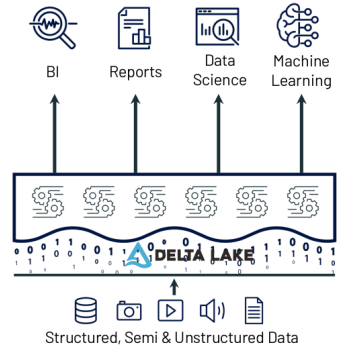 BI
Reports
Data
Science
Machine
Learning
DELTA LAKE
Structured, Semi & Unstructured Data